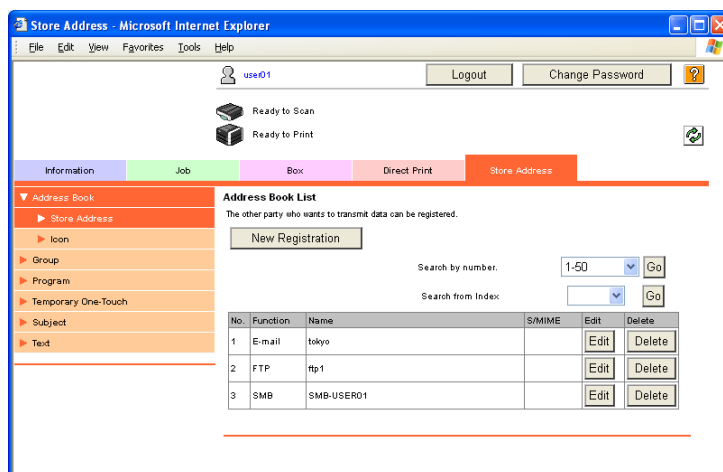 Store Address - Microsoft Internet Explorer
File Edit View Favorites Tools Help
user01 Logout Change Password ?
Ready to Scan
Ready to Print
Information Job Box Direct Print Store Address
Address Book
Store Address
Icon
Group
Program
Temporary One-Touch
Subject
Text
Address Book List
The other party who wants to transmit data can be registered.
New Registration
Search by number. 1-50 Go
Search from Index Go
No. Function Name S/MIME Edit Delete
1 E-mail tokyo Edit Delete
2 FTP ftp1 Edit Delete
3 SMB SMB-USER01 Edit Delete